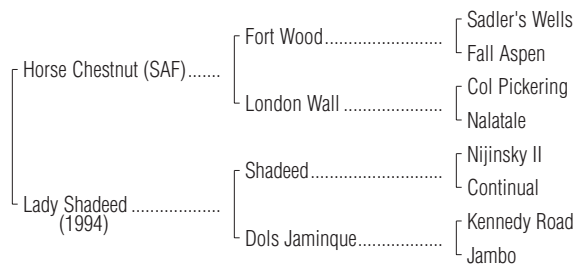 Sadler's Wells
Fort Wood
Fall Aspen
Horse Chestnut (SAF)
Col Pickering
London Wall
Nalatale
Nijinsky II
Shadeed
Continual
Lady Shadeed
(1994)
Kennedy Road
Dols Jaminque
Jambo